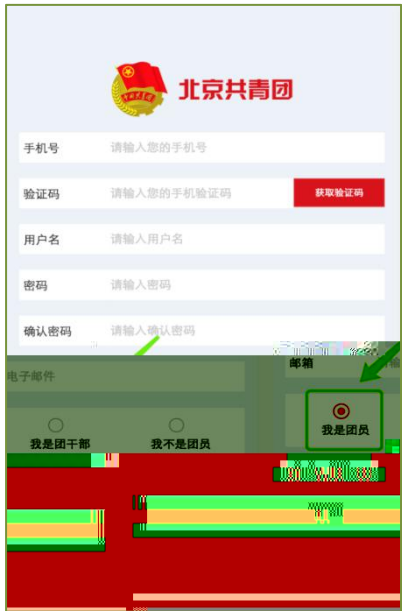 北京共青团
手机号 请输入您的手机号
验证码 请输入您的手机验证码 获取验证码
用户名 请输入用户名
密码 请输入密码
确认密码 请输入确认密码
邮箱
电子邮件
我是团干部 我不是团员 我是团员